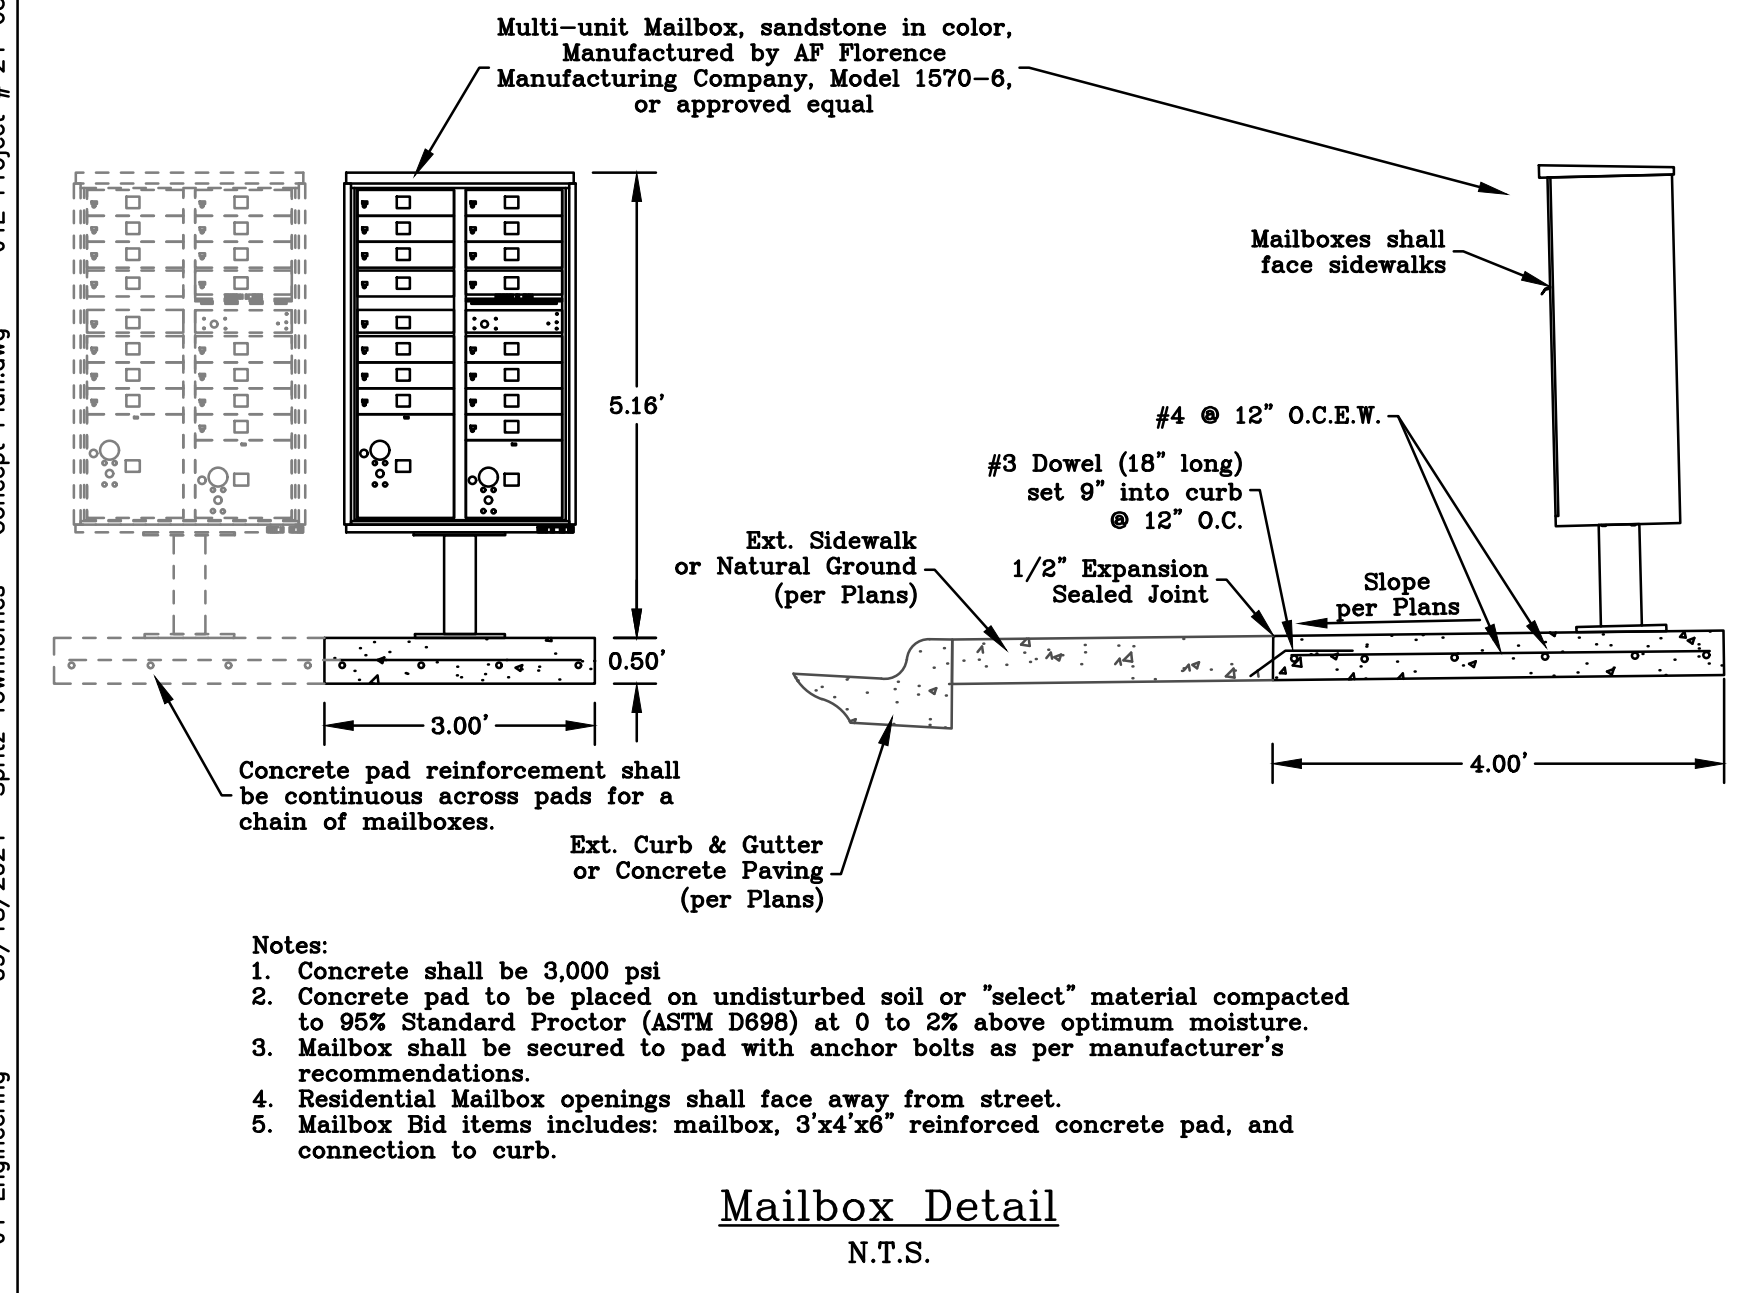 Multi-unit Mailbox, sandstone in color,
Manufactured by AF Florence
Manufacturing Company, Model 1570-6,
or approved equal
Mailboxes shall
face sidewalks
5.16'
#4 @ 12" O.C.E.W.
#3 Dowel (18" long)
set 9" into curb
@ 12" O.C.
Ext. Sidewalk
or Natural Ground
(per Plans)
1/2" Expansion
Sealed Joint
Slope
per Plans
0.50'
3.00'
4.00'
Concrete pad reinforcement shall
be continuous across pads for a
chain of mailboxes.
Ext. Curb & Gutter
or Concrete Paving
(per Plans)
Notes:
1. Concrete shall be 3,000 psi
2. Concrete pad to be placed on undisturbed soil or "select" material compacted
to 95% Standard Proctor (ASTM D698) at 0 to 2% above optimum moisture.
3. Mailbox shall be secured to pad with anchor bolts as per manufacturer's
recommendations.
4. Residential Mailbox openings shall face away from street.
5. Mailbox Bid items includes: mailbox, 3'x4'x6" reinforced concrete pad, and
connection to curb.
Mailbox Detail
N.T.S.